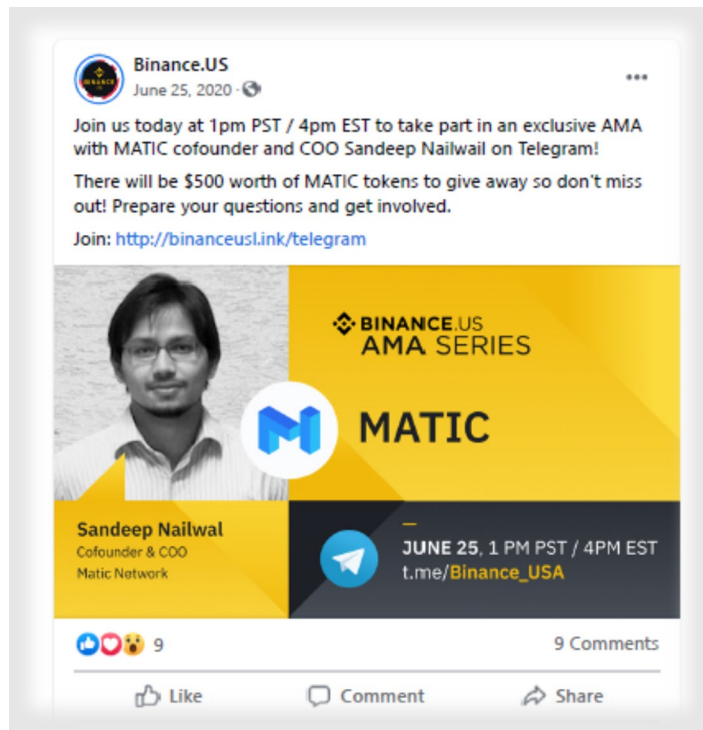 Binance.US
June 25, 2020 ·
Join us today at 1pm PST / 4pm EST to take part in an exclusive AMA
with MATIC cofounder and COO Sandeep Nailwail on Telegram!
There will be $500 worth of MATIC tokens to give away so don't miss
out! Prepare your questions and get involved.
Join: http://binanceusl.ink/telegram
BINANCE.US
AMA SERIES
MATIC
Sandeep Nailwal
Cofounder & COO
Matic Network
JUNE 25, 1 PM PST / 4PM EST
t.me/Binance_USA
9
9 Comments
Like
Comment
Share